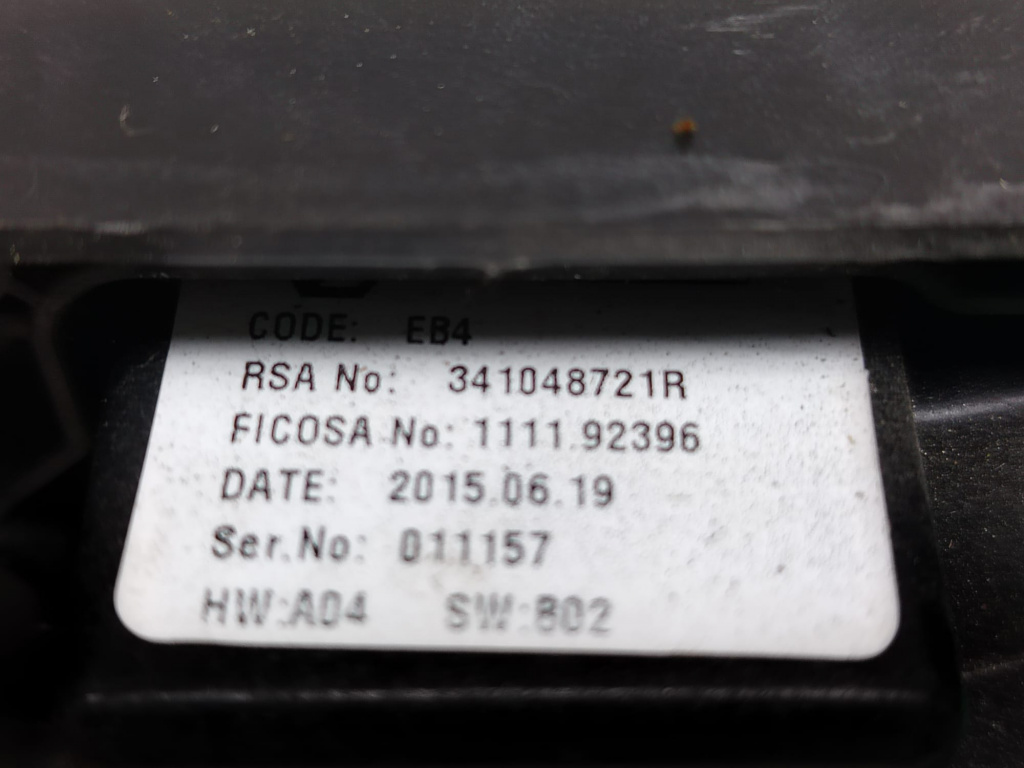 CODE: EB4
RSA No: 341048721R
FICOSA No: 1111.92396
DATE: 2015.06.19
Ser.No: 011157
HW:A04 SW:B02